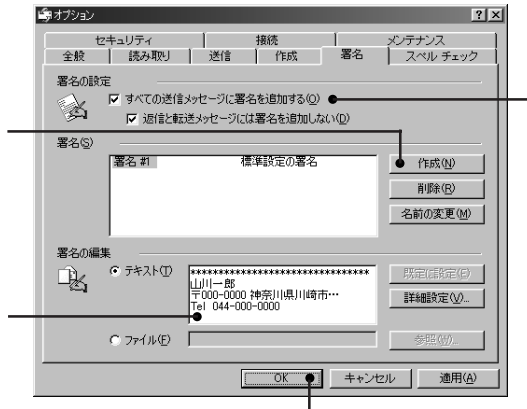 オプション
セキュリティ 接続 メンテナンス
全般 読み取り 送信 作成 署名 スペル チェック
署名の設定
すべての送信メッセージに署名を追加する(O)
返信と転送メッセージには署名を追加しない(D)
署名(S)
署名 #1 標準設定の署名
作成(N)
削除(R)
名前の変更(M)
署名の編集
テキスト(T)
***********************************
山川一郎
〒000-0000 神奈川県川崎市…
Tel 044-000-0000
既定に設定(E)
詳細設定(V)...
ファイル(F)
参照(W)...
OK キャンセル 適用(A)